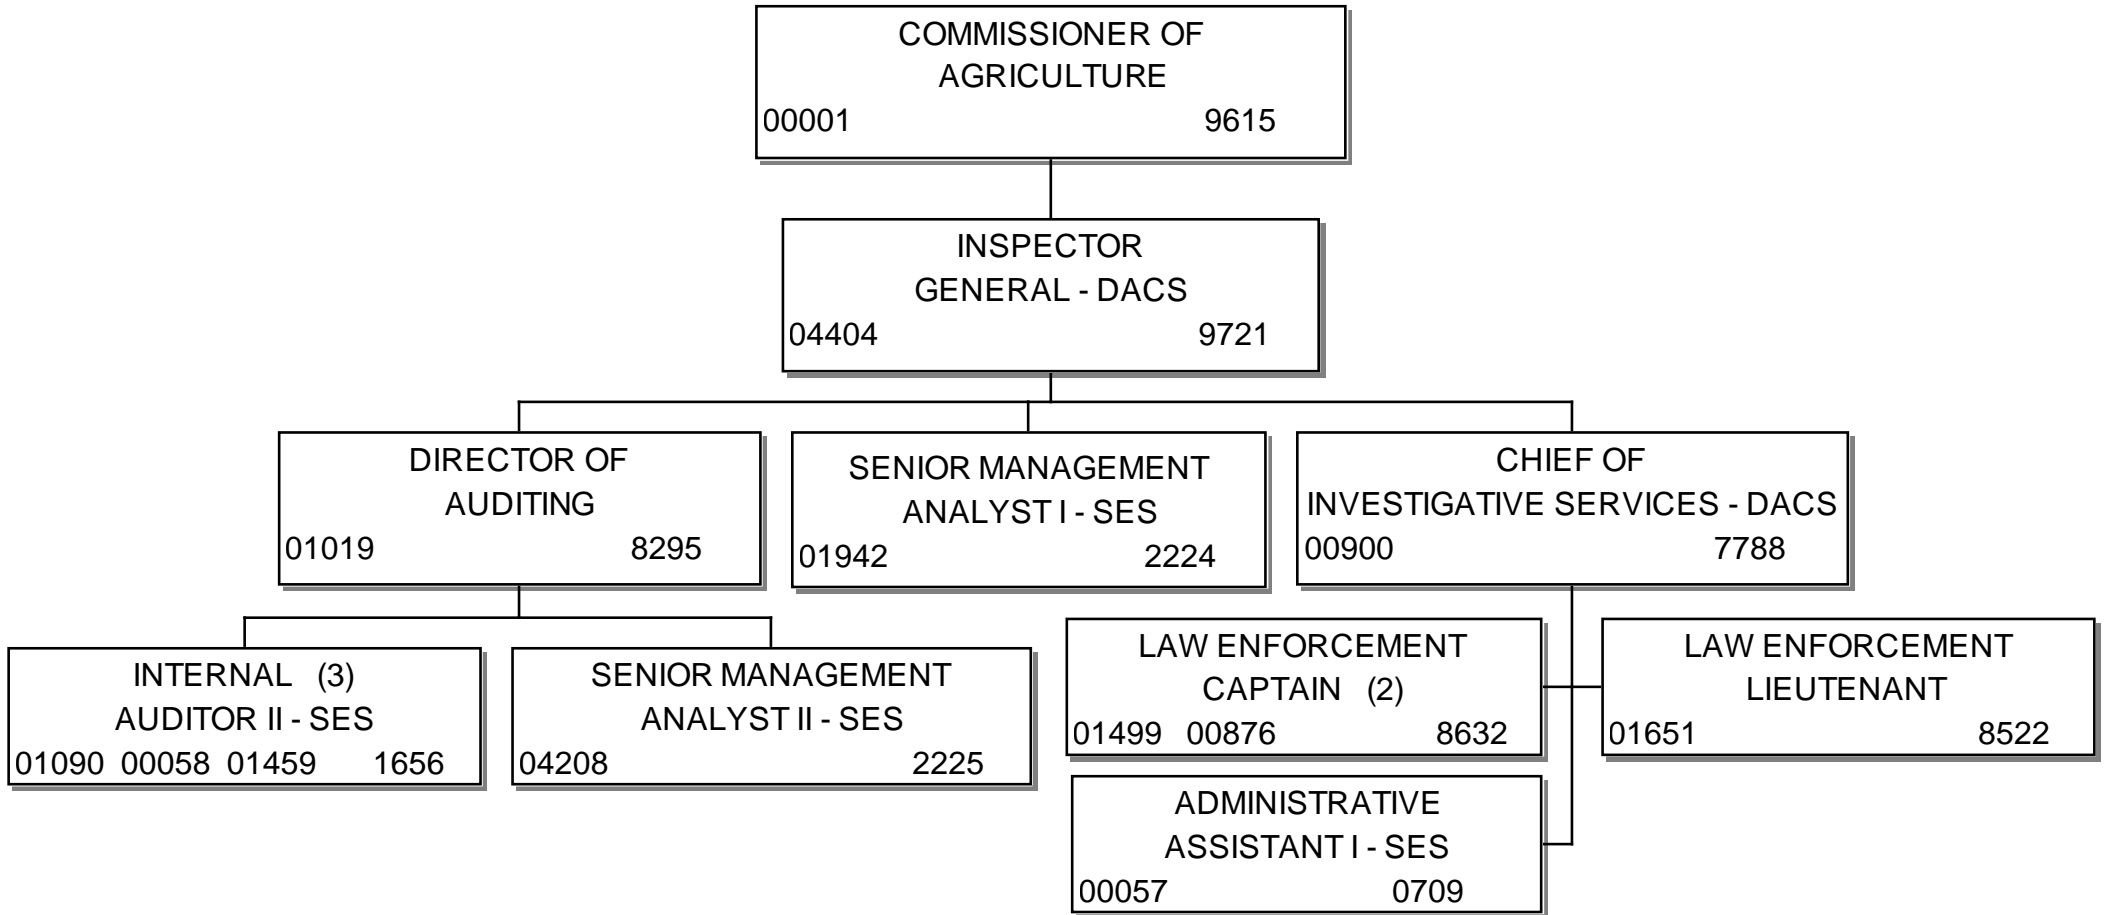 COMMISSIONER OF
AGRICULTURE
00001 9615
INSPECTOR
GENERAL - DACS
04404 9721
DIRECTOR OF
AUDITING
01019 8295
SENIOR MANAGEMENT
ANALYST I - SES
01942 2224
CHIEF OF
INVESTIGATIVE SERVICES - DACS
00900 7788
INTERNAL (3)
AUDITOR II - SES
01090 00058 01459 1656
SENIOR MANAGEMENT
ANALYST II - SES
04208 2225
LAW ENFORCEMENT
CAPTAIN (2)
01499 00876 8632
LAW ENFORCEMENT
LIEUTENANT
01651 8522
ADMINISTRATIVE
ASSISTANT I - SES
00057 0709